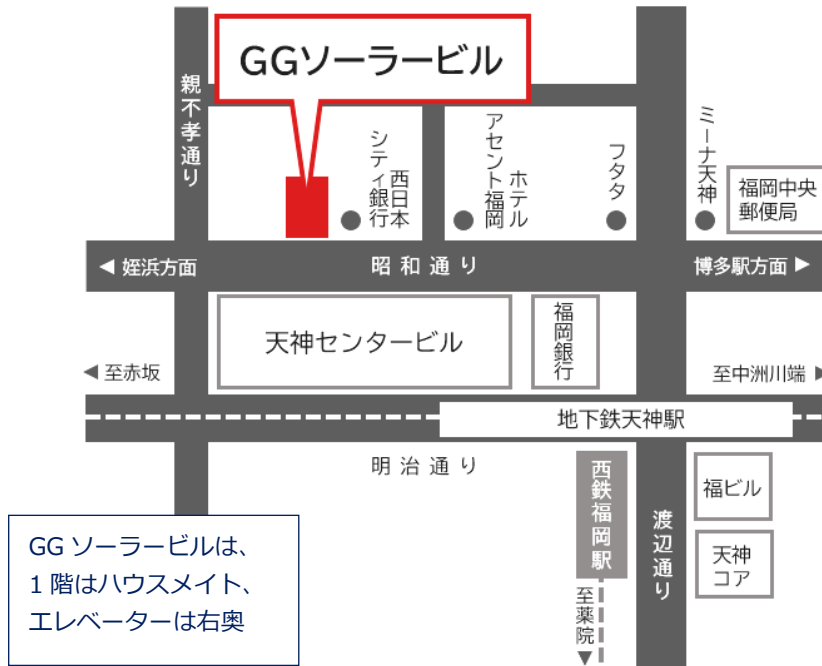 GGソーラービル
親不孝通り
西日本
シティ銀行
ホテル
アセント福岡
フタタ
ミーナ天神
福岡中央
郵便局
◀ 姪浜方面
昭和通り
博多駅方面 ▶
天神センタービル
福岡銀行
◀ 至赤坂
至中洲川端 ▶
地下鉄天神駅
明治通り
西鉄福岡駅
渡辺通り
福ビル
天神
コア
至薬院▼
GG ソーラービルは、
1 階はハウスメイト、
エレベーターは右奥